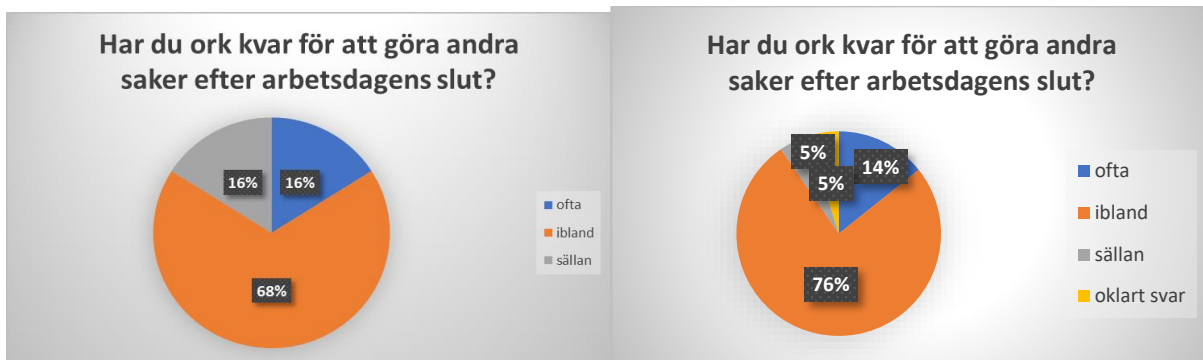 Har du ork kvar för att göra andra
saker efter arbetsdagens slut?
16%
16%
68%
ofta
ibland
sällan
Har du ork kvar för att göra andra
saker efter arbetsdagens slut?
5%
14%
5%
76%
ofta
ibland
sällan
oklart svar